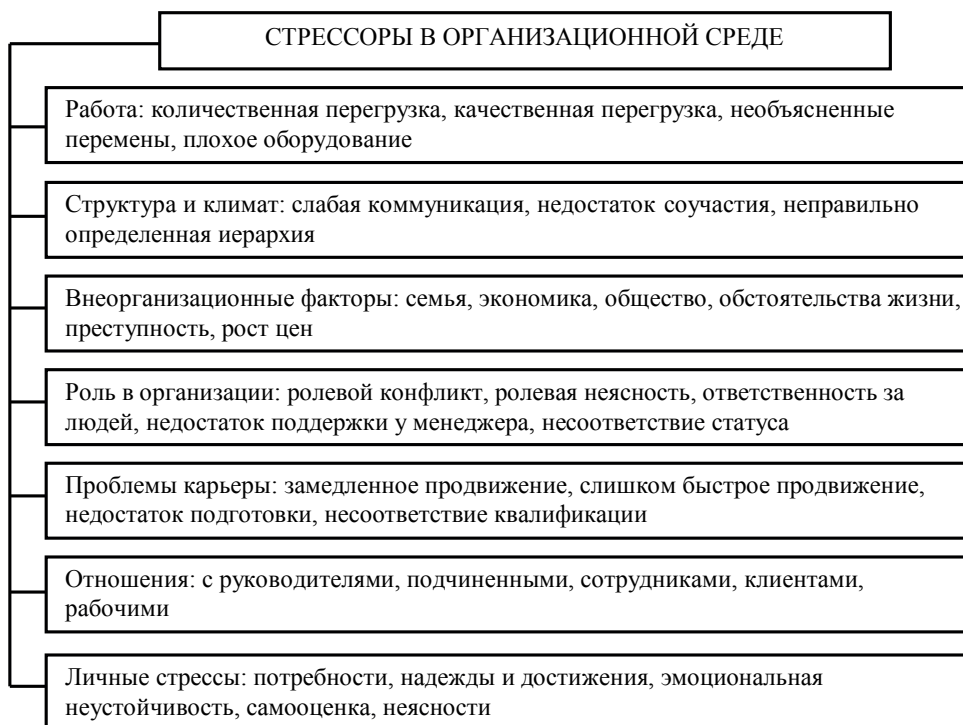 СТРЕССОРЫ В ОРГАНИЗАЦИОННОЙ СРЕДЕ
Работа: количественная перегрузка, качественная перегрузка, необъясненные
перемены, плохое оборудование
Структура и климат: слабая коммуникация, недостаток соучастия, неправильно
определенная иерархия
Внеорганизационные факторы: семья, экономика, общество, обстоятельства жизни,
преступность, рост цен
Роль в организации: ролевой конфликт, ролевая неясность, ответственность за
людей, недостаток поддержки у менеджера, несоответствие статуса
Проблемы карьеры: замедленное продвижение, слишком быстрое продвижение,
недостаток подготовки, несоответствие квалификации
Отношения: с руководителями, подчиненными, сотрудниками, клиентами,
рабочими
Личные стрессы: потребности, надежды и достижения, эмоциональная
неустойчивость, самооценка, неясности